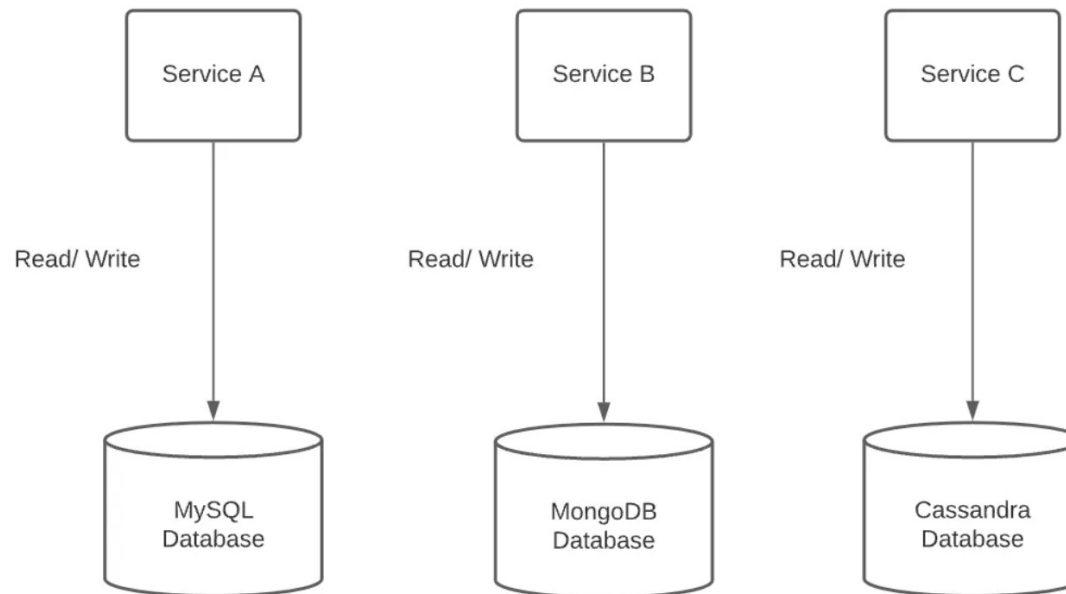 Service A
Service B
Service C
Read/ Write
Read/ Write
Read/ Write
MySQL
Database
MongoDB
Database
Cassandra
Database